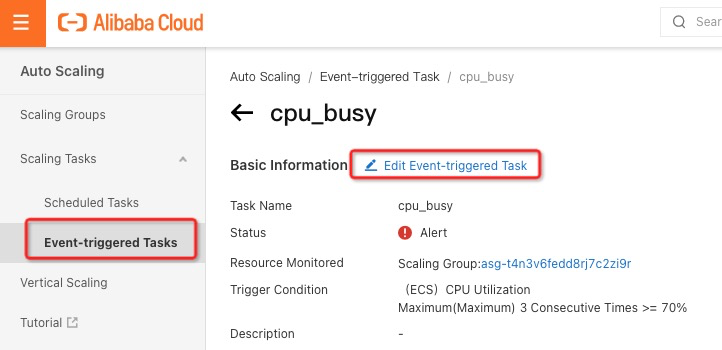 Alibaba Cloud
Sear
Auto Scaling
Scaling Groups
Scaling Tasks
Scheduled Tasks
Event-triggered Tasks
Vertical Scaling
Tutorial
Auto Scaling / Event-triggered Task / cpu_busy
cpu_busy
Basic Information Edit Event-triggered Task
Task Name cpu_busy
Status Alert
Resource Monitored Scaling Group:asg-t4n3v6fedd8rj7c2zi9r
Trigger Condition （ECS）CPU Utilization
Maximum(Maximum) 3 Consecutive Times >= 70%
Description -